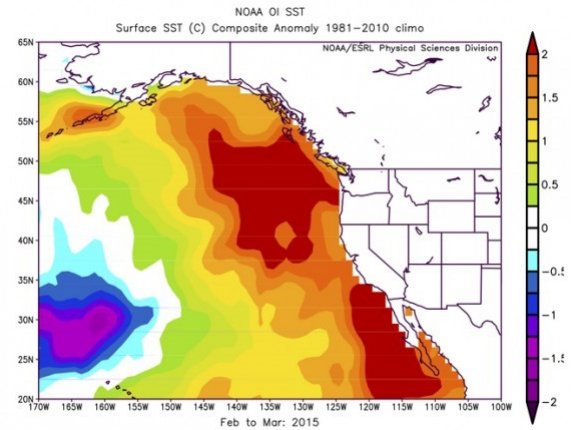 NOAA OI SST
Surface SST (C) Composite Anomaly 1981-2010 climo
NOAA/ESRL Physical Sciences Division
65N
60N
55N
50N
45N
40N
35N
30N
25N
20N
170W 165W 160W 155W 150W 145W 140W 135W 130W 125W 120W 115W 110W 105W 100W
Feb to Mar: 2015
2
1.5
1
0.5
0
-0.5
-1
-1.5
-2